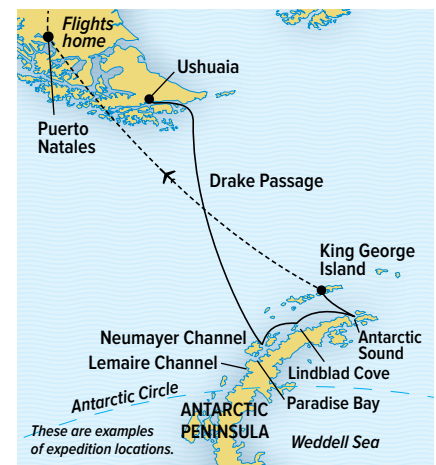 Flights
home
Ushuaia
Puerto
Natales
Drake Passage
King George
Island
Neumayer Channel
Antarctic
Sound
Lemaire Channel
Lindblad Cove
Antarctic Circle
Paradise Bay
ANTARCTIC
PENINSULA
These are examples
of expedition locations.
Weddell Sea